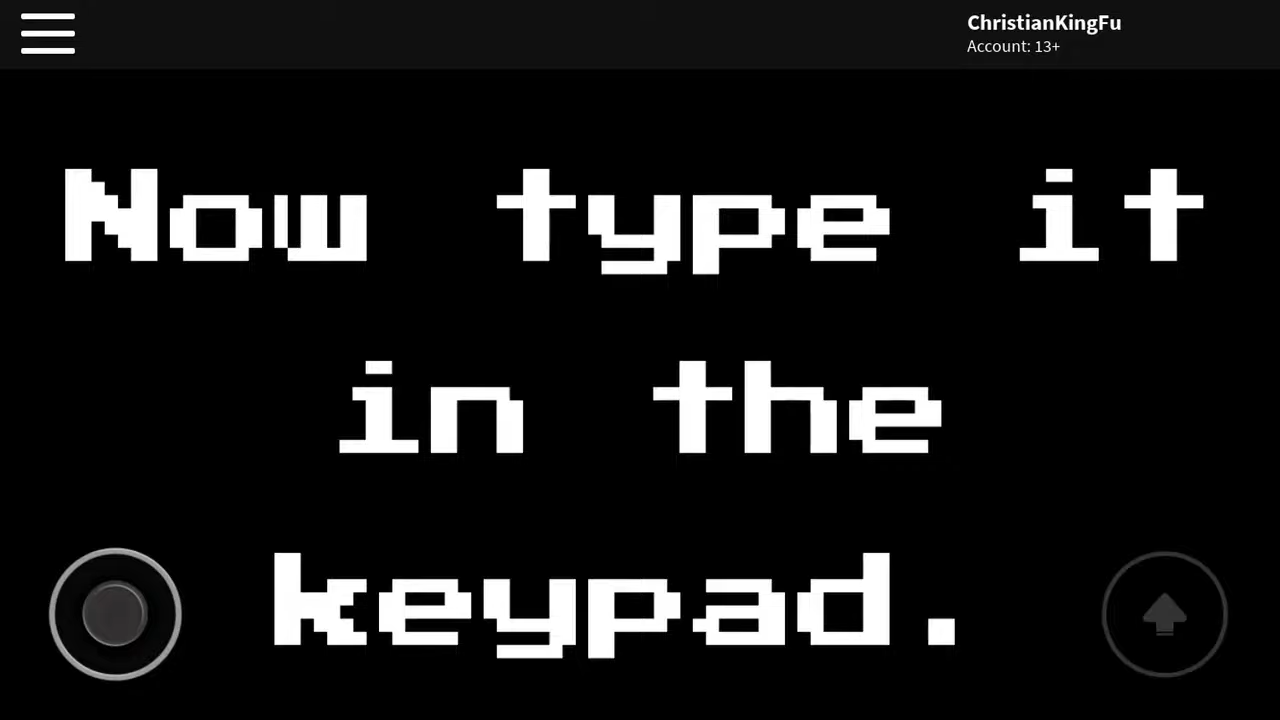 ChristianKingFu
Account: 13+
Now type it
in the
keypad.